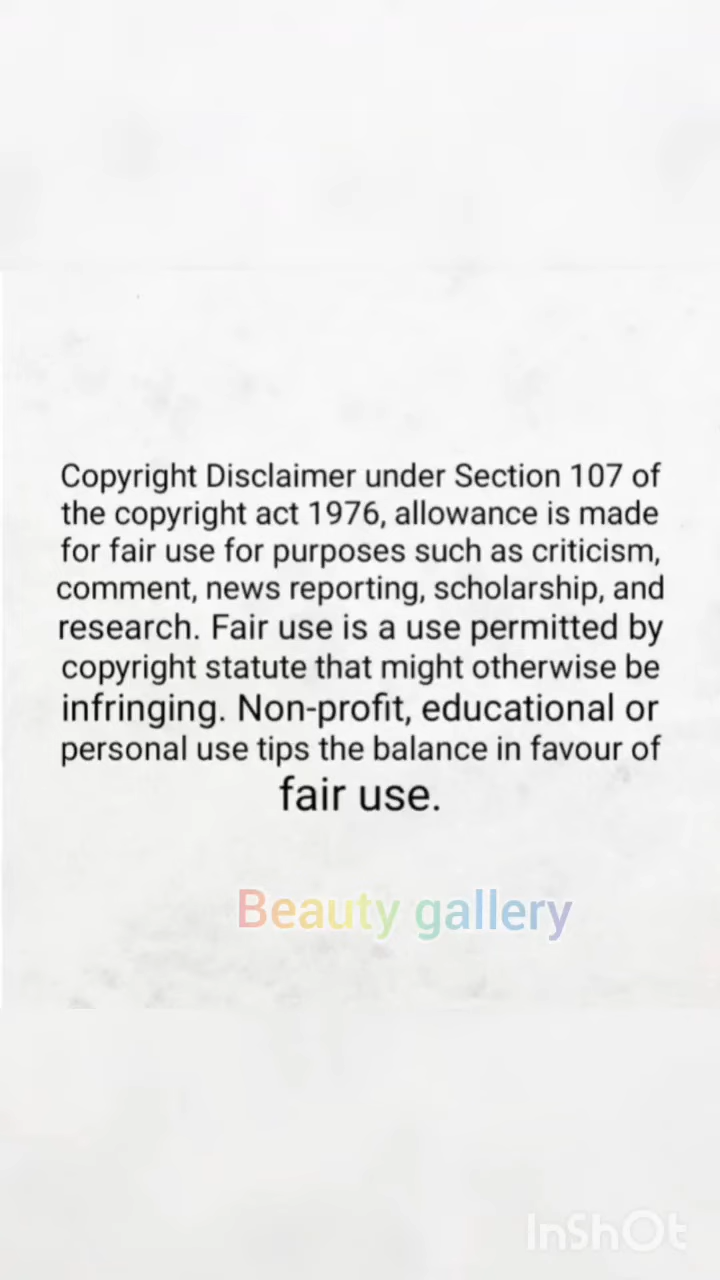 Copyright Disclaimer under Section 107 of
the copyright act 1976, allowance is made
for fair use for purposes such as criticism,
comment, news reporting, scholarship, and
research. Fair use is a use permitted by
copyright statute that might otherwise be
infringing. Non-profit, educational or
personal use tips the balance in favour of
fair use.
Beauty gallery
InShOt